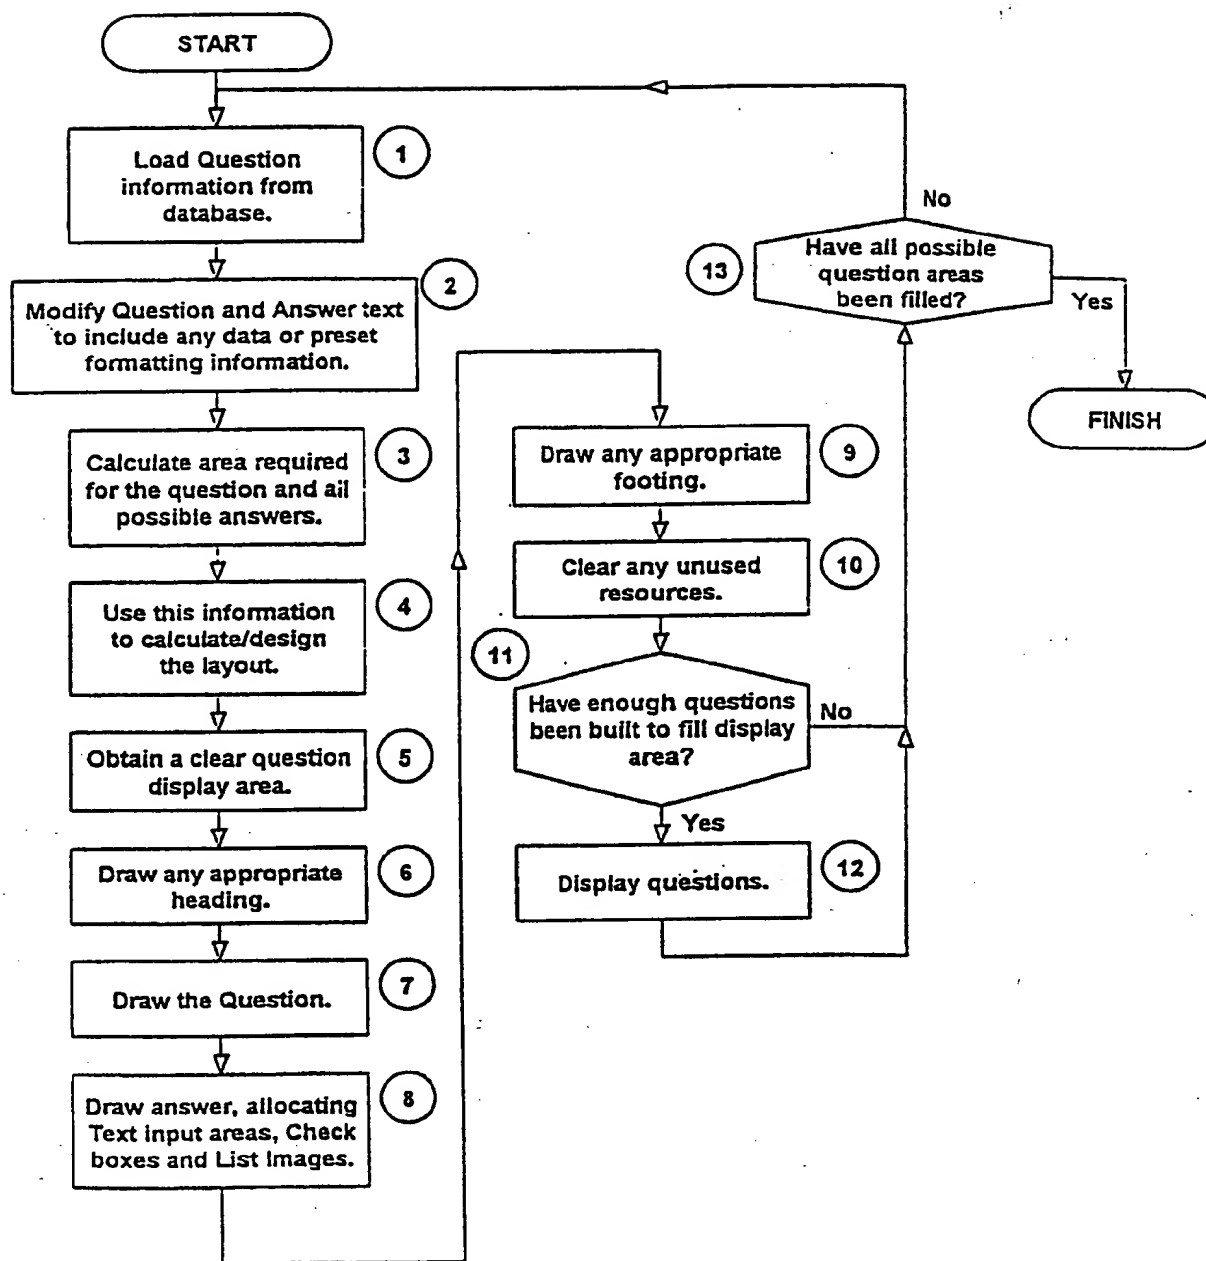 START
1
Load Question
information from
database.
2
Modify Question and Answer text
to include any data or preset
formatting information.
3
Calculate area required
for the question and all
possible answers.
4
Use this information
to calculate/design
the layout.
5
Obtain a clear question
display area.
6
Draw any appropriate
heading.
7
Draw the Question.
8
Draw answer, allocating
Text input areas, Check
boxes and List Images.
9
Draw any appropriate
footing.
10
Clear any unused
resources.
11
Have enough questions
been built to fill display
area?
No
Yes
12
Display questions.
13
Have all possible
question areas
been filled?
No
Yes
FINISH